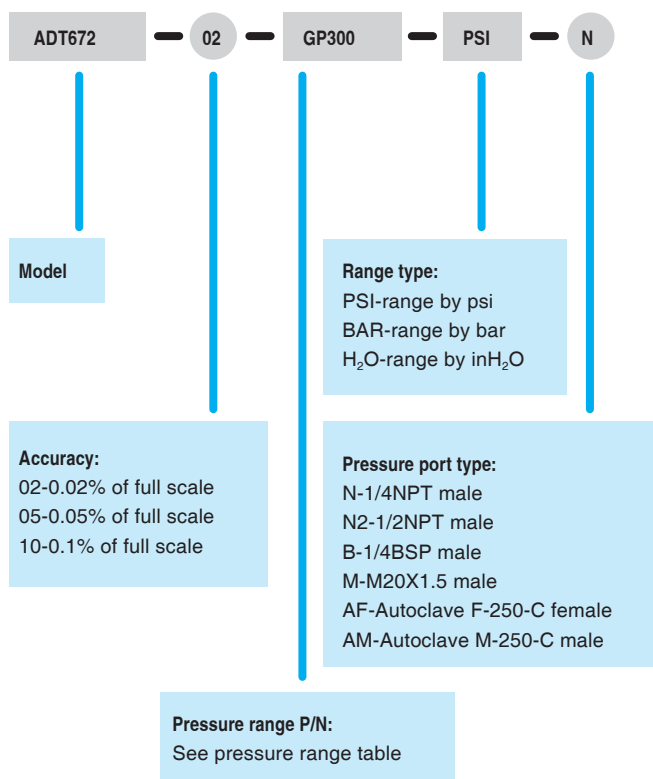 ADT672 02 GP300 PSI N
Model
Range type:
PSI-range by psi
BAR-range by bar
H₂O-range by inH₂O
Accuracy:
02-0.02% of full scale
05-0.05% of full scale
10-0.1% of full scale
Pressure port type:
N-1/4NPT male
N2-1/2NPT male
B-1/4BSP male
M-M20X1.5 male
AF-Autoclave F-250-C female
AM-Autoclave M-250-C male
Pressure range P/N:
See pressure range table